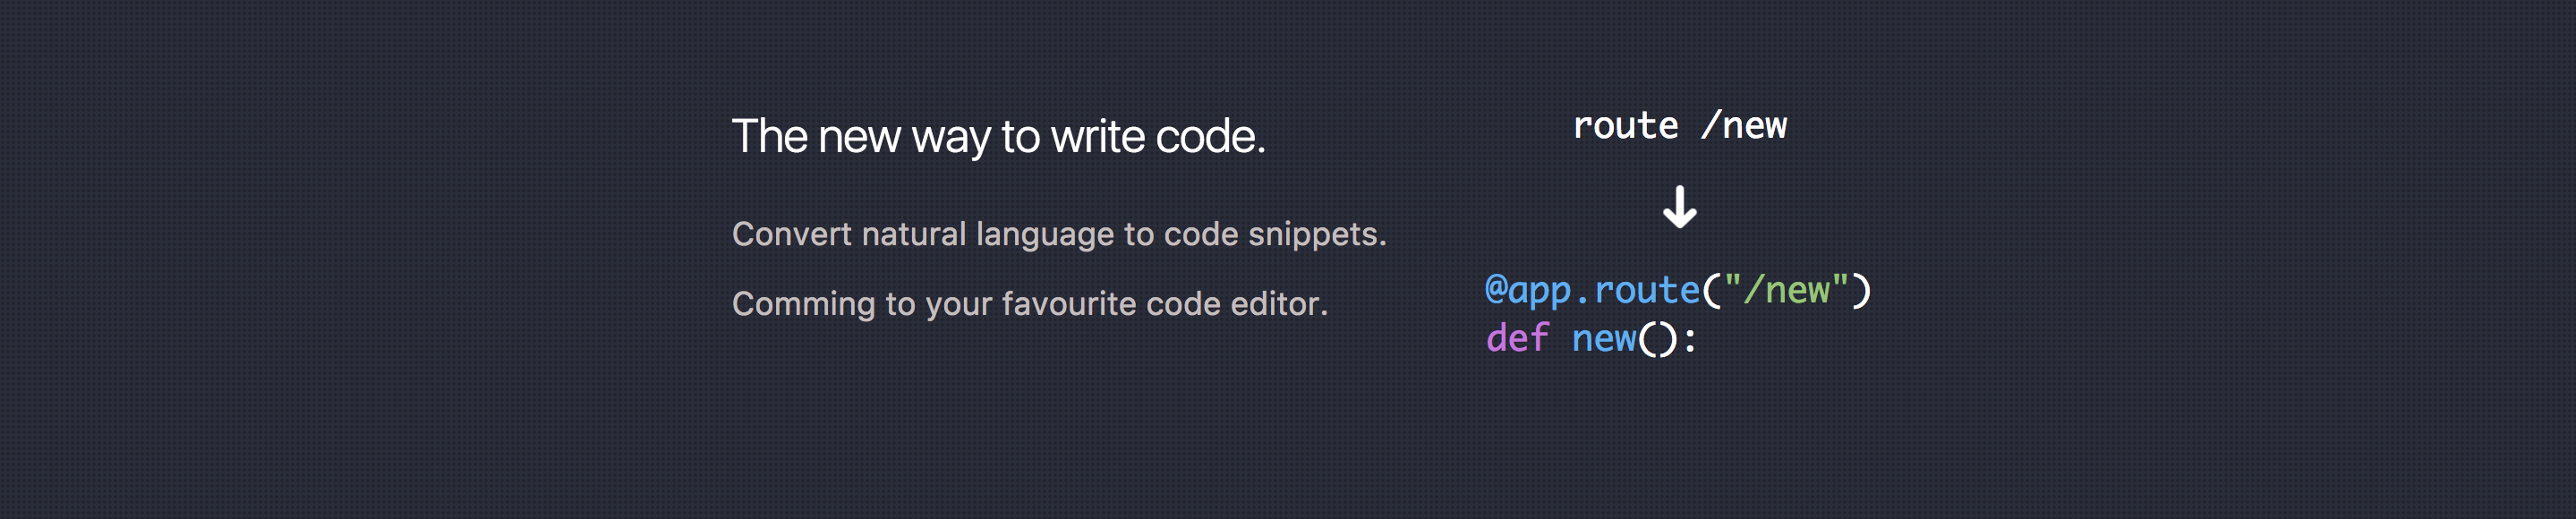 The new way to write code.
Convert natural language to code snippets.
Comming to your favourite code editor.
route /new
@app.route("/new")
def new():